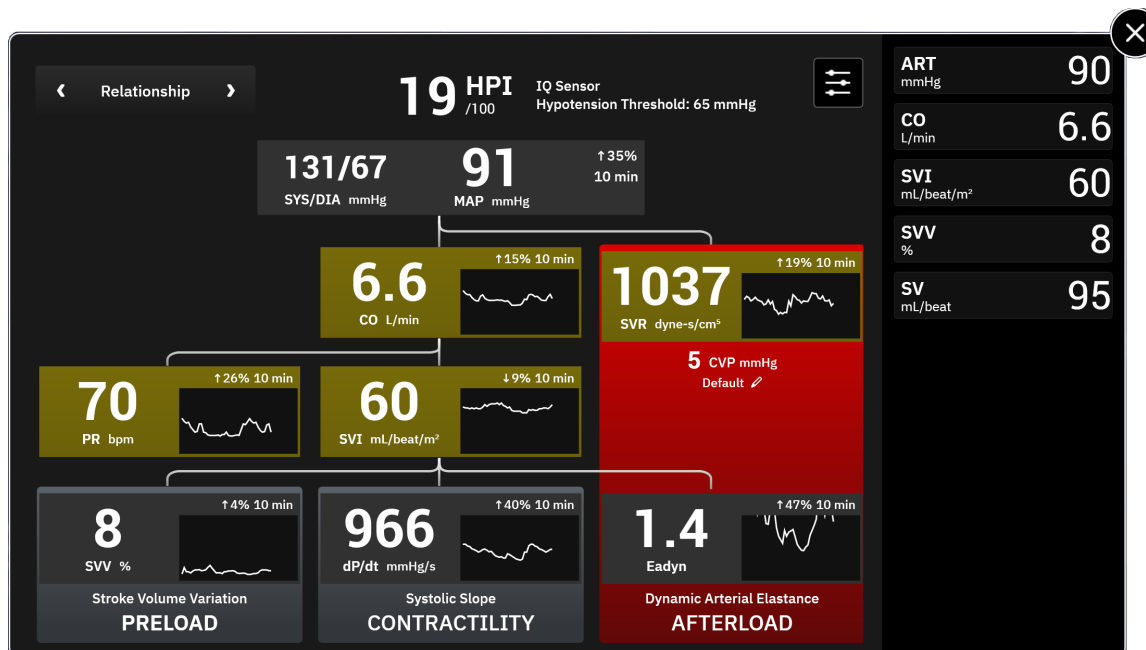 Relationship
19 HPI /100
IQ Sensor
Hypotension Threshold: 65 mmHg
131/67
SYS/DIA mmHg
91
MAP mmHg
↑35%
10 min
6.6
CO L/min
↑15% 10 min
1037
SVR dyne-s/cm⁵
↑19% 10 min
5 CVP mmHg
Default
70
PR bpm
↑26% 10 min
60
SVI mL/beat/m²
↓9% 10 min
8
SVV %
↑4% 10 min
Stroke Volume Variation
PRELOAD
966
dP/dt mmHg/s
↑40% 10 min
Systolic Slope
CONTRACTILITY
1.4
Eadyn
↑47% 10 min
Dynamic Arterial Elastance
AFTERLOAD
ART
mmHg
90
CO
L/min
6.6
SVI
mL/beat/m²
60
SVV
%
8
SV
mL/beat
95